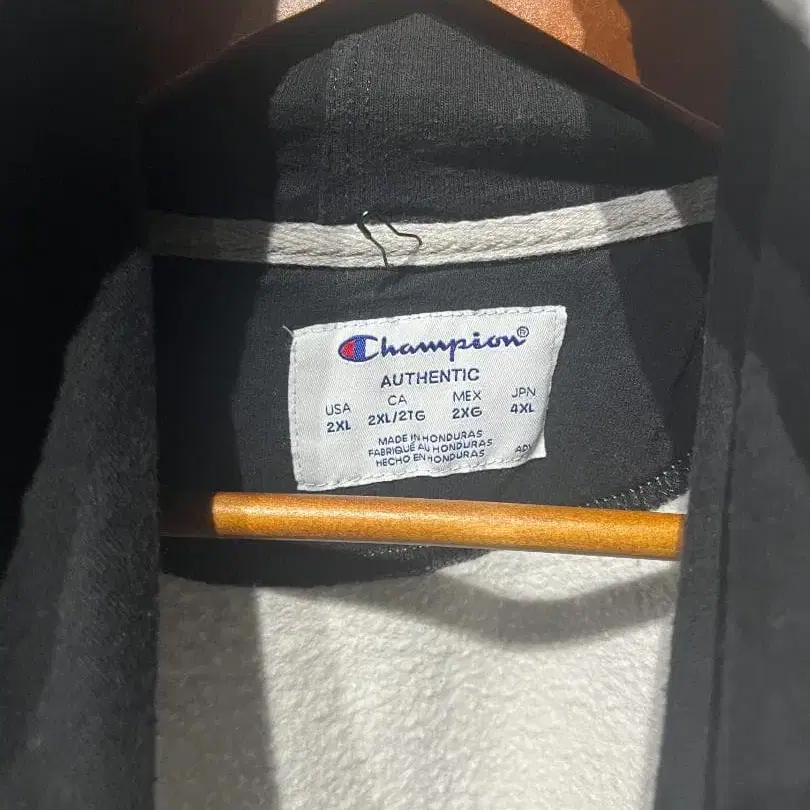 Champion®
AUTHENTIC
USA CA MEX JPN
2XL 2XL/2TG 2XG 4XL
MADE IN HONDURAS
FABRIQUÉ AU HONDURAS
HECHO EN HONDURAS